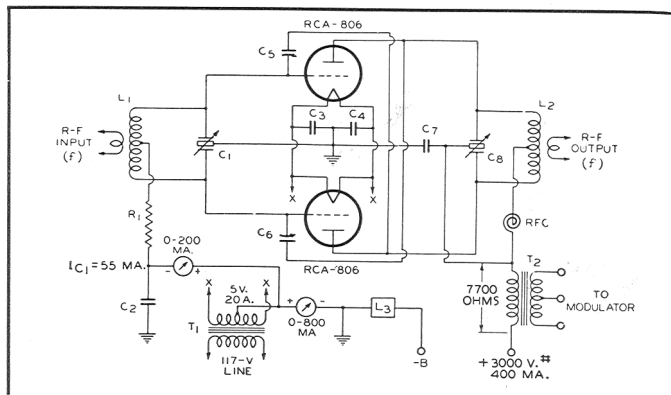 RCA-806
C5
L1
L2
C3
C4
C7
R-F
INPUT
(f)
C1
C8
R-F
OUTPUT
(f)
X
X
R1
C6
RFC
0-200
MA.
RCA-806
IC1=55 MA.
- +
T2
X
5V.
20A.
X
+ -
7700
OHMS
TO
MODULATOR
C2
T1
0-800
MA
L3
117-V
LINE
-B
+3000 V.#
400 MA.